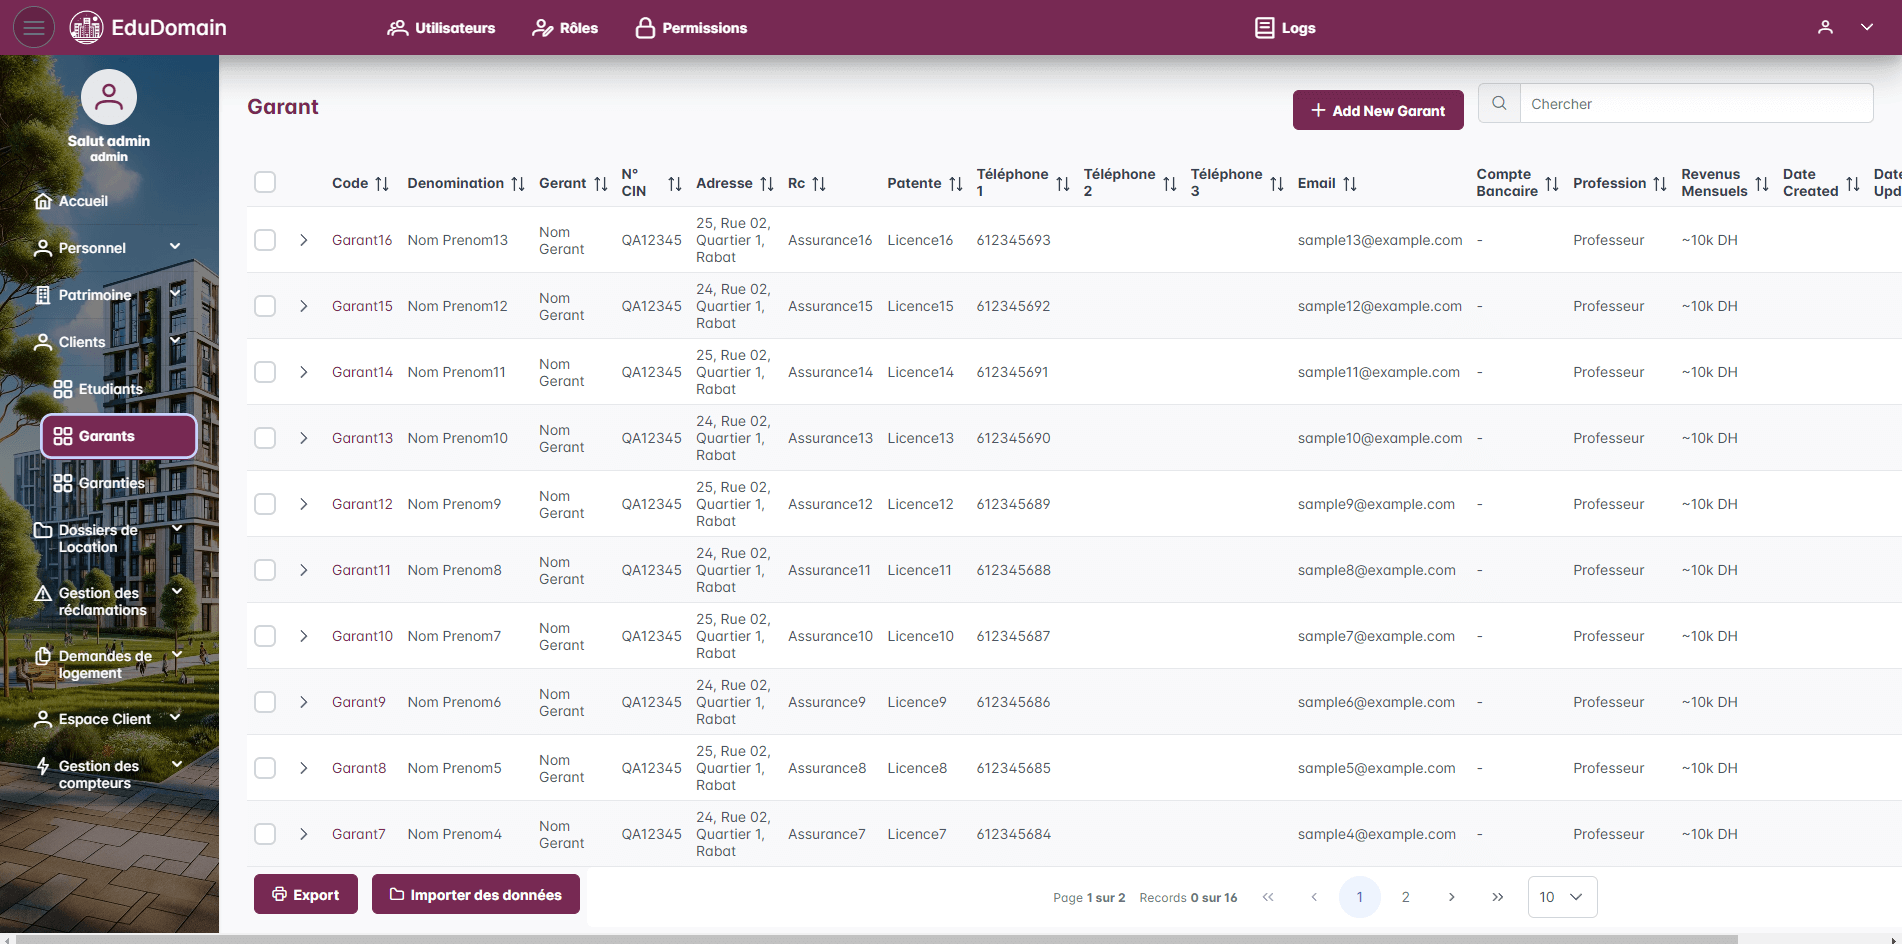 EduDomain
Utilisateurs
Rôles
Permissions
Logs
Salut admin
admin
Accueil
Personnel
Patrimoine
Clients
Etudiants
Garants
Garanties
Dossiers de
Location
Gestion des
réclamations
Demandes de
logement
Espace Client
Gestion des
compteurs
Garant
Add New Garant
Chercher
Code Denomination Gerant N° CIN Adresse Rc Patente Téléphone 1 Téléphone 2 Téléphone 3 Email Compte Bancaire Profession Revenus Mensuels Date Created Date Upd
Garant16 Nom Prenom13 Nom Gerant QA12345 25, Rue 02, Quartier 1, Rabat Assurance16 Licence16 612345693 sample13@example.com - Professeur ~10k DH
Garant15 Nom Prenom12 Nom Gerant QA12345 24, Rue 02, Quartier 1, Rabat Assurance15 Licence15 612345692 sample12@example.com - Professeur ~10k DH
Garant14 Nom Prenom11 Nom Gerant QA12345 25, Rue 02, Quartier 1, Rabat Assurance14 Licence14 612345691 sample11@example.com - Professeur ~10k DH
Garant13 Nom Prenom10 Nom Gerant QA12345 24, Rue 02, Quartier 1, Rabat Assurance13 Licence13 612345690 sample10@example.com - Professeur ~10k DH
Garant12 Nom Prenom9 Nom Gerant QA12345 25, Rue 02, Quartier 1, Rabat Assurance12 Licence12 612345689 sample9@example.com - Professeur ~10k DH
Garant11 Nom Prenom8 Nom Gerant QA12345 24, Rue 02, Quartier 1, Rabat Assurance11 Licence11 612345688 sample8@example.com - Professeur ~10k DH
Garant10 Nom Prenom7 Nom Gerant QA12345 25, Rue 02, Quartier 1, Rabat Assurance10 Licence10 612345687 sample7@example.com - Professeur ~10k DH
Garant9 Nom Prenom6 Nom Gerant QA12345 24, Rue 02, Quartier 1, Rabat Assurance9 Licence9 612345686 sample6@example.com - Professeur ~10k DH
Garant8 Nom Prenom5 Nom Gerant QA12345 25, Rue 02, Quartier 1, Rabat Assurance8 Licence8 612345685 sample5@example.com - Professeur ~10k DH
Garant7 Nom Prenom4 Nom Gerant QA12345 24, Rue 02, Quartier 1, Rabat Assurance7 Licence7 612345684 sample4@example.com - Professeur ~10k DH
Export
Importer des données
Page 1 sur 2 Records 0 sur 16
1 2
10